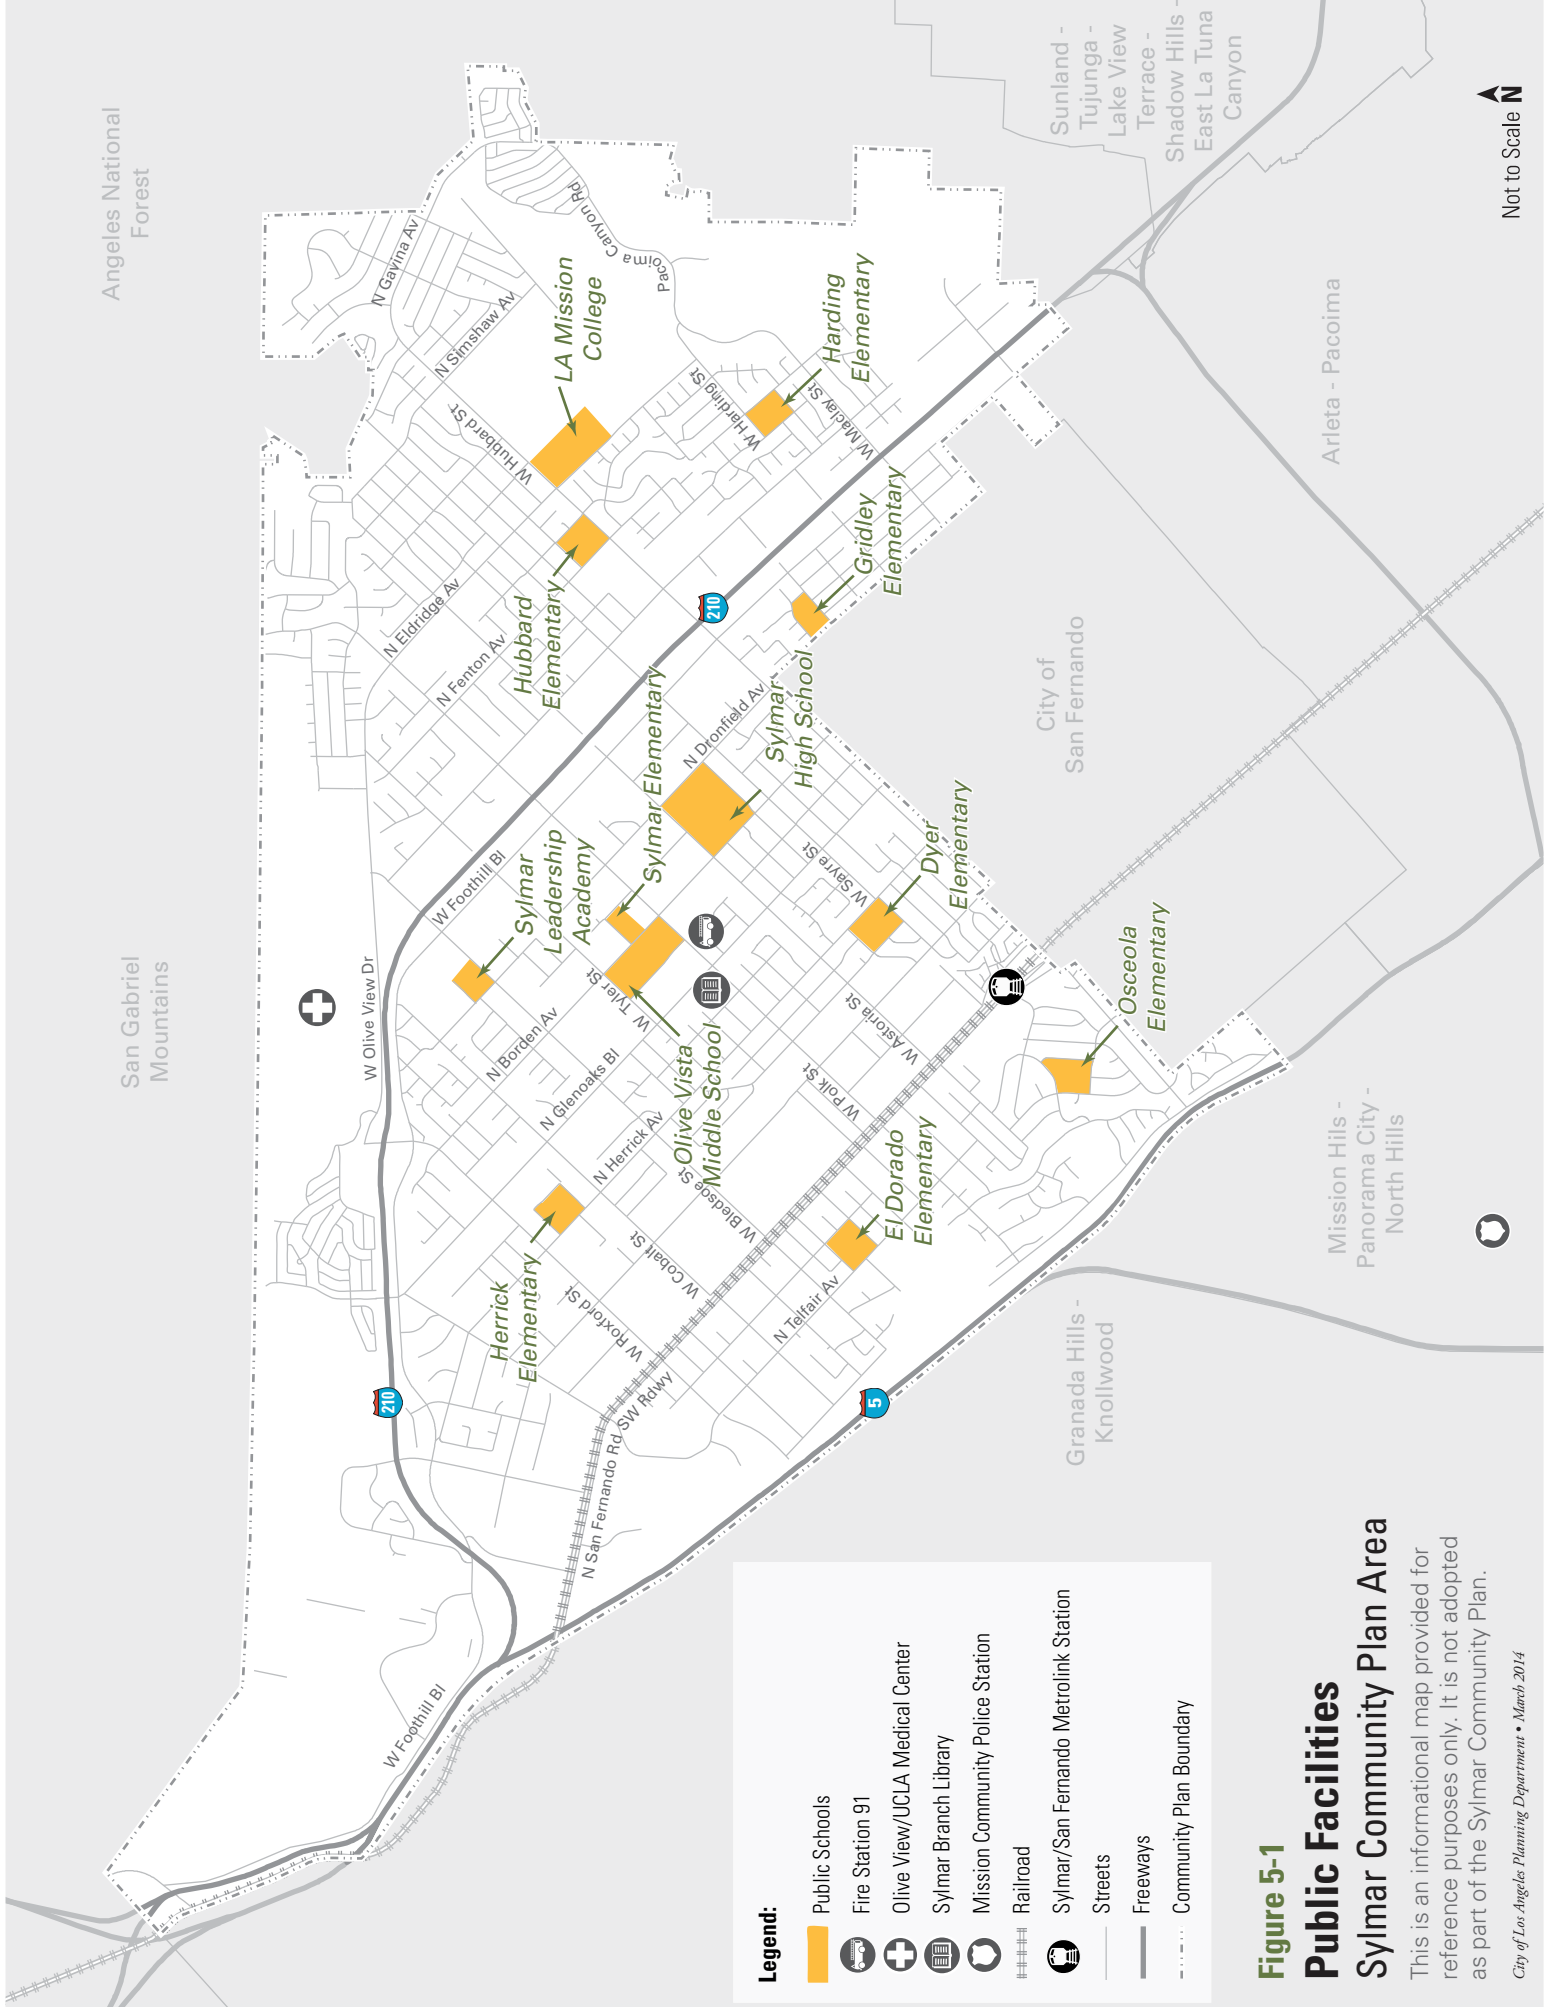 Angeles National
Forest
San Gabriel
Mountains
Sunland -
Tujunga -
Lake View
Terrace -
Shadow Hills -
East La Tuna
Canyon
Arleta - Pacoima
City of
San Fernando
Mission Hils -
Panorama City -
North Hills
Granada Hills -
Knollwood
N Gavina Av
N Simshaw Av
Pacoima Canyon Rd
W Hubbard St
W Harding St
W Maclay St
N Eldridge Av
N Fenton Av
N Dronfield Av
W Foothill Bl
W Olive View Dr
W Sayre St
W Tyler St
N Borden Av
N Glenoaks Bl
N Herrick Av
W Astoria St
W Polk St
W Bledsoe St
W Cobalt St
W Roxford St
N Telfair Av
N San Fernando Rd
SW Rdwy
W Foothill Bl
210
210
5
LA Mission
College
Harding
Elementary
Hubbard
Elementary
Gridley
Elementary
Sylmar Elementary
Sylmar
High School
Sylmar
Leadership
Academy
Dyer
Elementary
Olive Vista
Middle School
Osceola
Elementary
El Dorado
Elementary
Herrick
Elementary
Legend:
Public Schools
Fire Station 91
Olive View/UCLA Medical Center
Sylmar Branch Library
Mission Community Police Station
Railroad
Sylmar/San Fernando Metrolink Station
Streets
Freeways
Community Plan Boundary
Figure 5-1
Public Facilities
Sylmar Community Plan Area
This is an informational map provided for
reference purposes only. It is not adopted
as part of the Sylmar Community Plan.
City of Los Angeles Planning Department • March 2014
Not to Scale
N